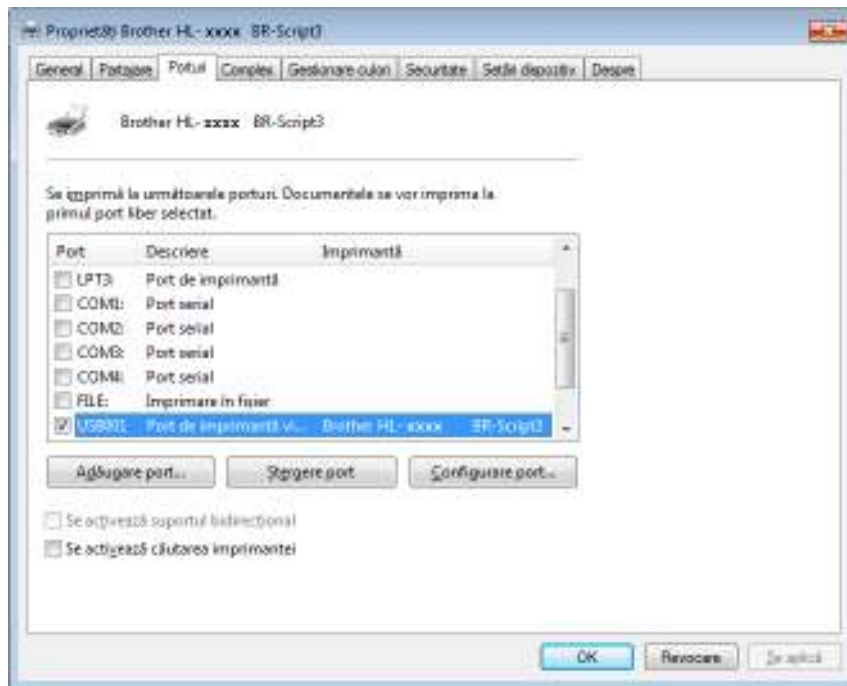 Proprietăți Brother HL- xxxx BR-Script3
General Partajare Porturi Complex Gestionare culori Securitate Setări dispozitiv Despre
Brother HL- xxxx BR-Script3
Se imprimă la următoarele porturi. Documentele se vor imprima la
primul port liber selectat.
Port Descriere Imprimantă
LPT3: Port de imprimantă
COM1: Port serial
COM2: Port serial
COM3: Port serial
COM4: Port serial
FILE: Imprimare în fișier
USB001 Port de imprimantă vi... Brother HL- xxxx BR-Script3
Adăugare port... Ștergere port Configurare port...
Se activează suportul bidirecțional
Se activează căutarea imprimantei
OK Revocare Se aplică